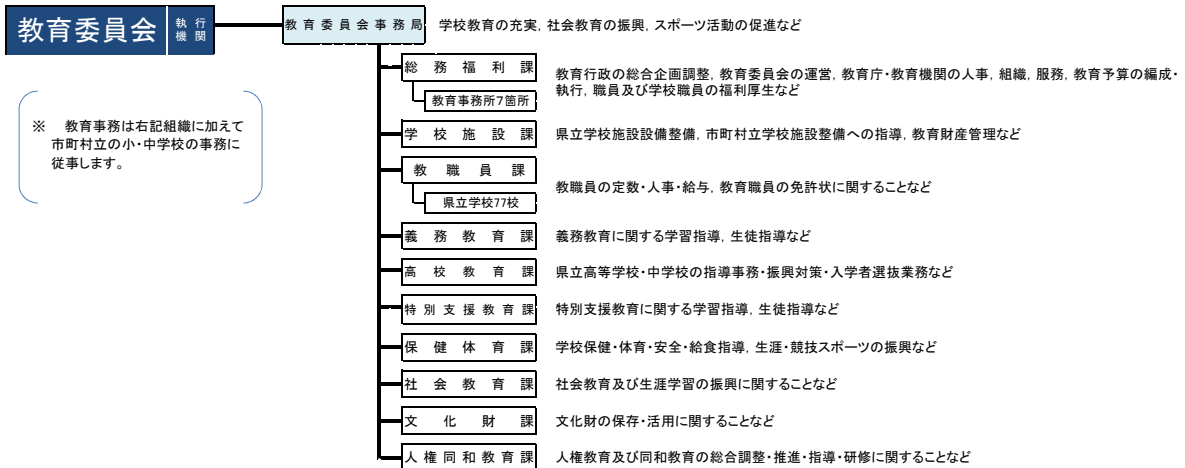 教育委員会 執行機関
教育委員会事務局 学校教育の充実, 社会教育の振興, スポーツ活動の促進など
総務福利課
教育行政の総合企画調整, 教育委員会の運営, 教育庁・教育機関の人事, 組織, 服務, 教育予算の編成・
執行, 職員及び学校職員の福利厚生など
教育事務所7箇所
※ 教育事務は右記組織に加えて
市町村立の小・中学校の事務に
従事します。
学校施設課 県立学校施設設備整備, 市町村立学校施設整備への指導, 教育財産管理など
教職員課
教職員の定数・人事・給与, 教育職員の免許状に関することなど
県立学校77校
義務教育課 義務教育に関する学習指導, 生徒指導など
高校教育課 県立高等学校・中学校の指導事務・振興対策・入学者選抜業務など
特別支援教育課 特別支援教育に関する学習指導, 生徒指導など
保健体育課 学校保健・体育・安全・給食指導, 生涯・競技スポーツの振興など
社会教育課 社会教育及び生涯学習の振興に関することなど
文化財課 文化財の保存・活用に関することなど
人権同和教育課 人権教育及び同和教育の総合調整・推進・指導・研修に関することなど